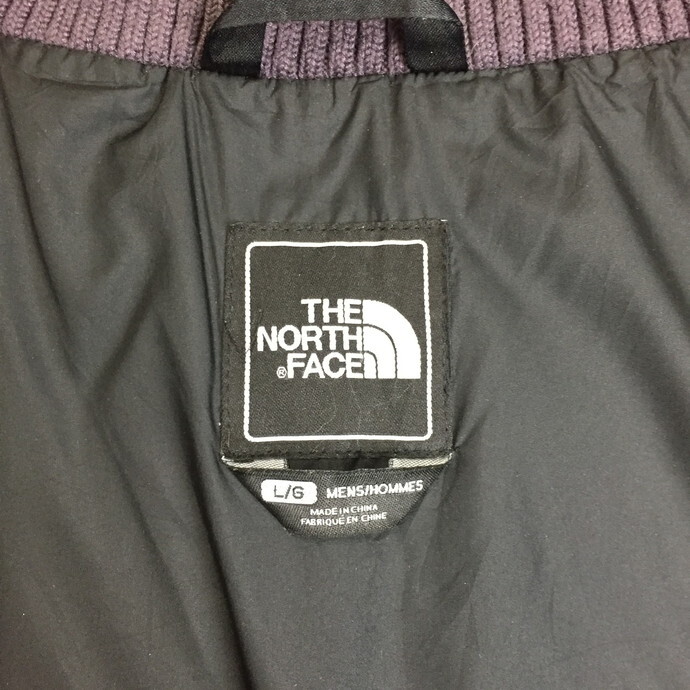 THE
NORTH
®FACE
L/G MENS/HOMMES
MADE IN CHINA
FABRIQUÉ EN CHINE